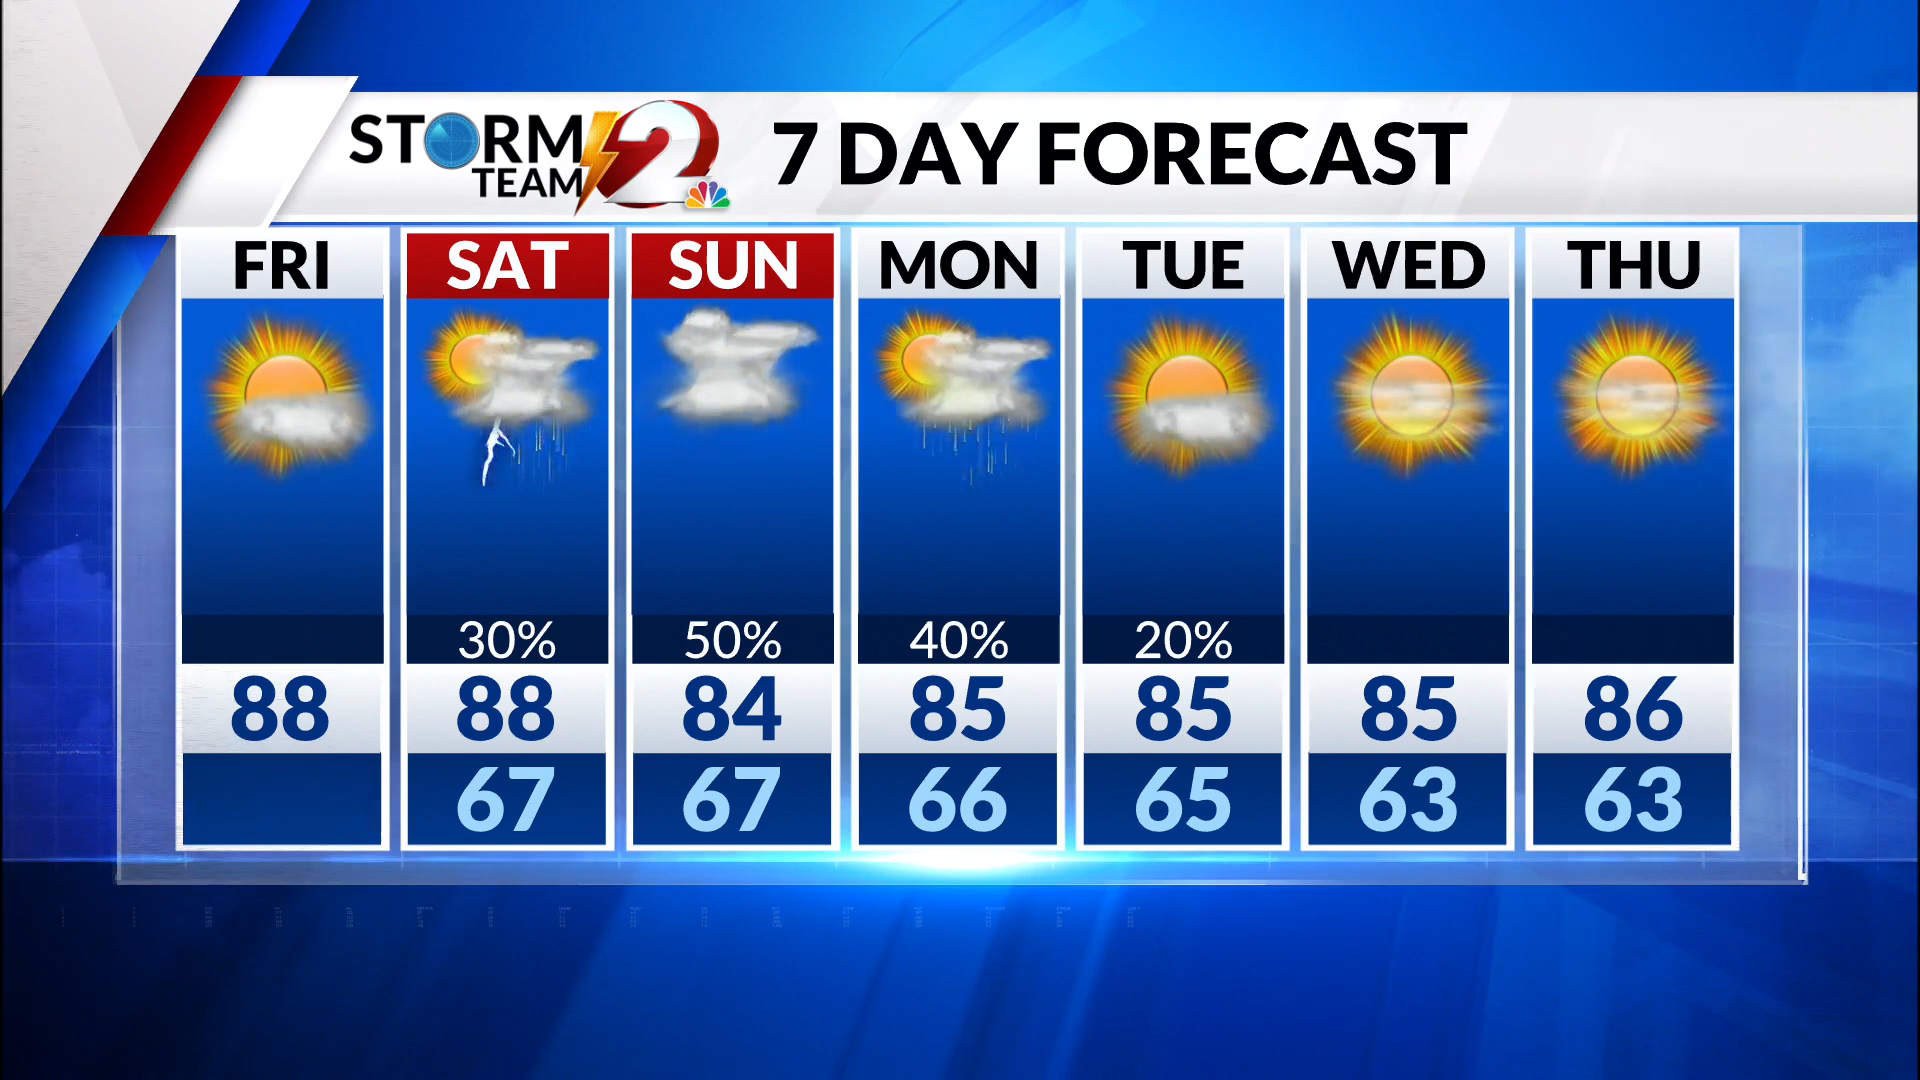 STORM
TEAM 2
7 DAY FORECAST
FRI SAT SUN MON TUE WED THU
30% 50% 40% 20%
88 88 84 85 85 85 86
67 67 66 65 63 63